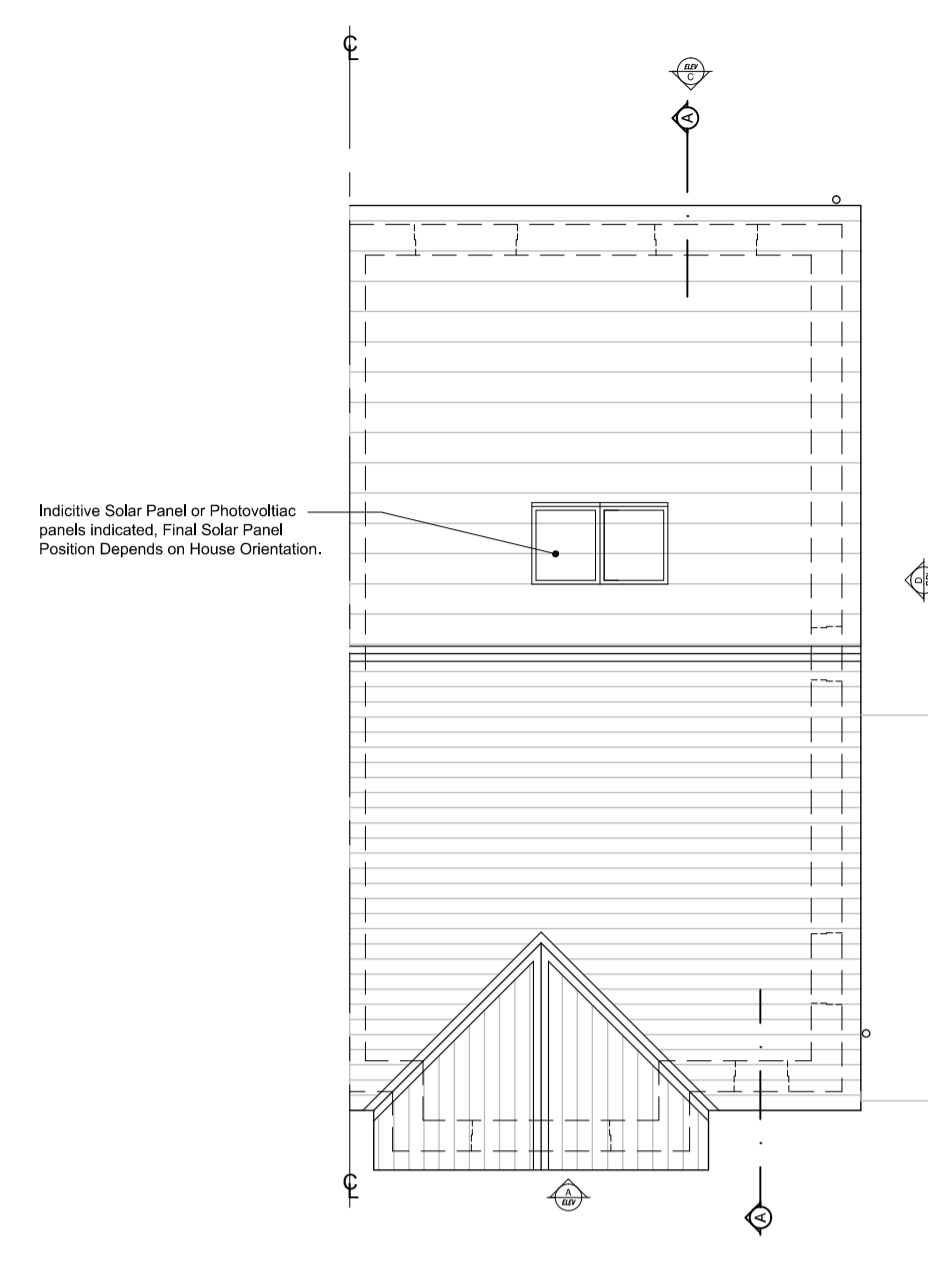 ℄
ELEV
C
A
Indicitive Solar Panel or Photovoltiac
panels indicated, Final Solar Panel
Position Depends on House Orientation.
D
℄
A
ELEV
A